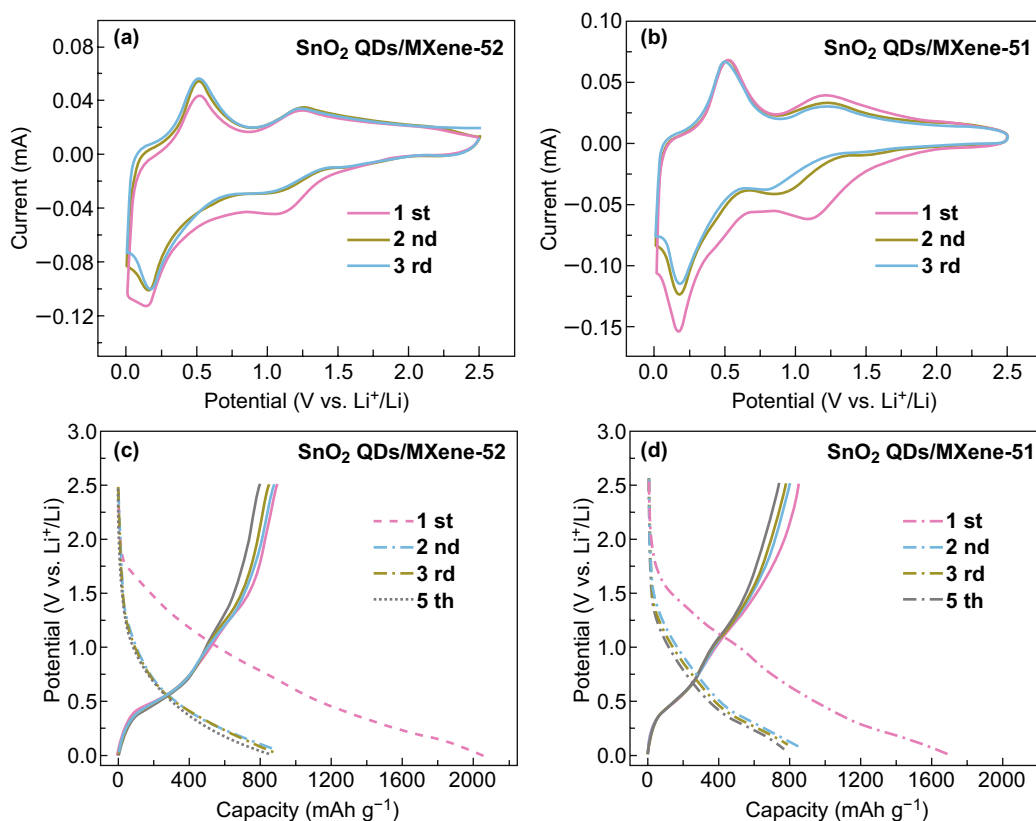 (a)
SnO₂ QDs/MXene-52
0.08
0.04
0.00
−0.04
−0.08
−0.12
Current (mA)
1 st
2 nd
3 rd
0.0 0.5 1.0 1.5 2.0 2.5
Potential (V vs. Li⁺/Li)
(b)
SnO₂ QDs/MXene-51
0.10
0.05
0.00
−0.05
−0.10
−0.15
Current (mA)
1 st
2 nd
3 rd
0.0 0.5 1.0 1.5 2.0 2.5
Potential (V vs. Li⁺/Li)
(c)
SnO₂ QDs/MXene-52
3.0
2.5
2.0
1.5
1.0
0.5
0.0
Potential (V vs. Li⁺/Li)
1 st
2 nd
3 rd
5 th
0 400 800 1200 1600 2000
Capacity (mAh g⁻¹)
(d)
SnO₂ QDs/MXene-51
3.0
2.5
2.0
1.5
1.0
0.5
0.0
Potential (V vs. Li⁺/Li)
1 st
2 nd
3 rd
5 th
0 400 800 1200 1600 2000
Capacity (mAh g⁻¹)